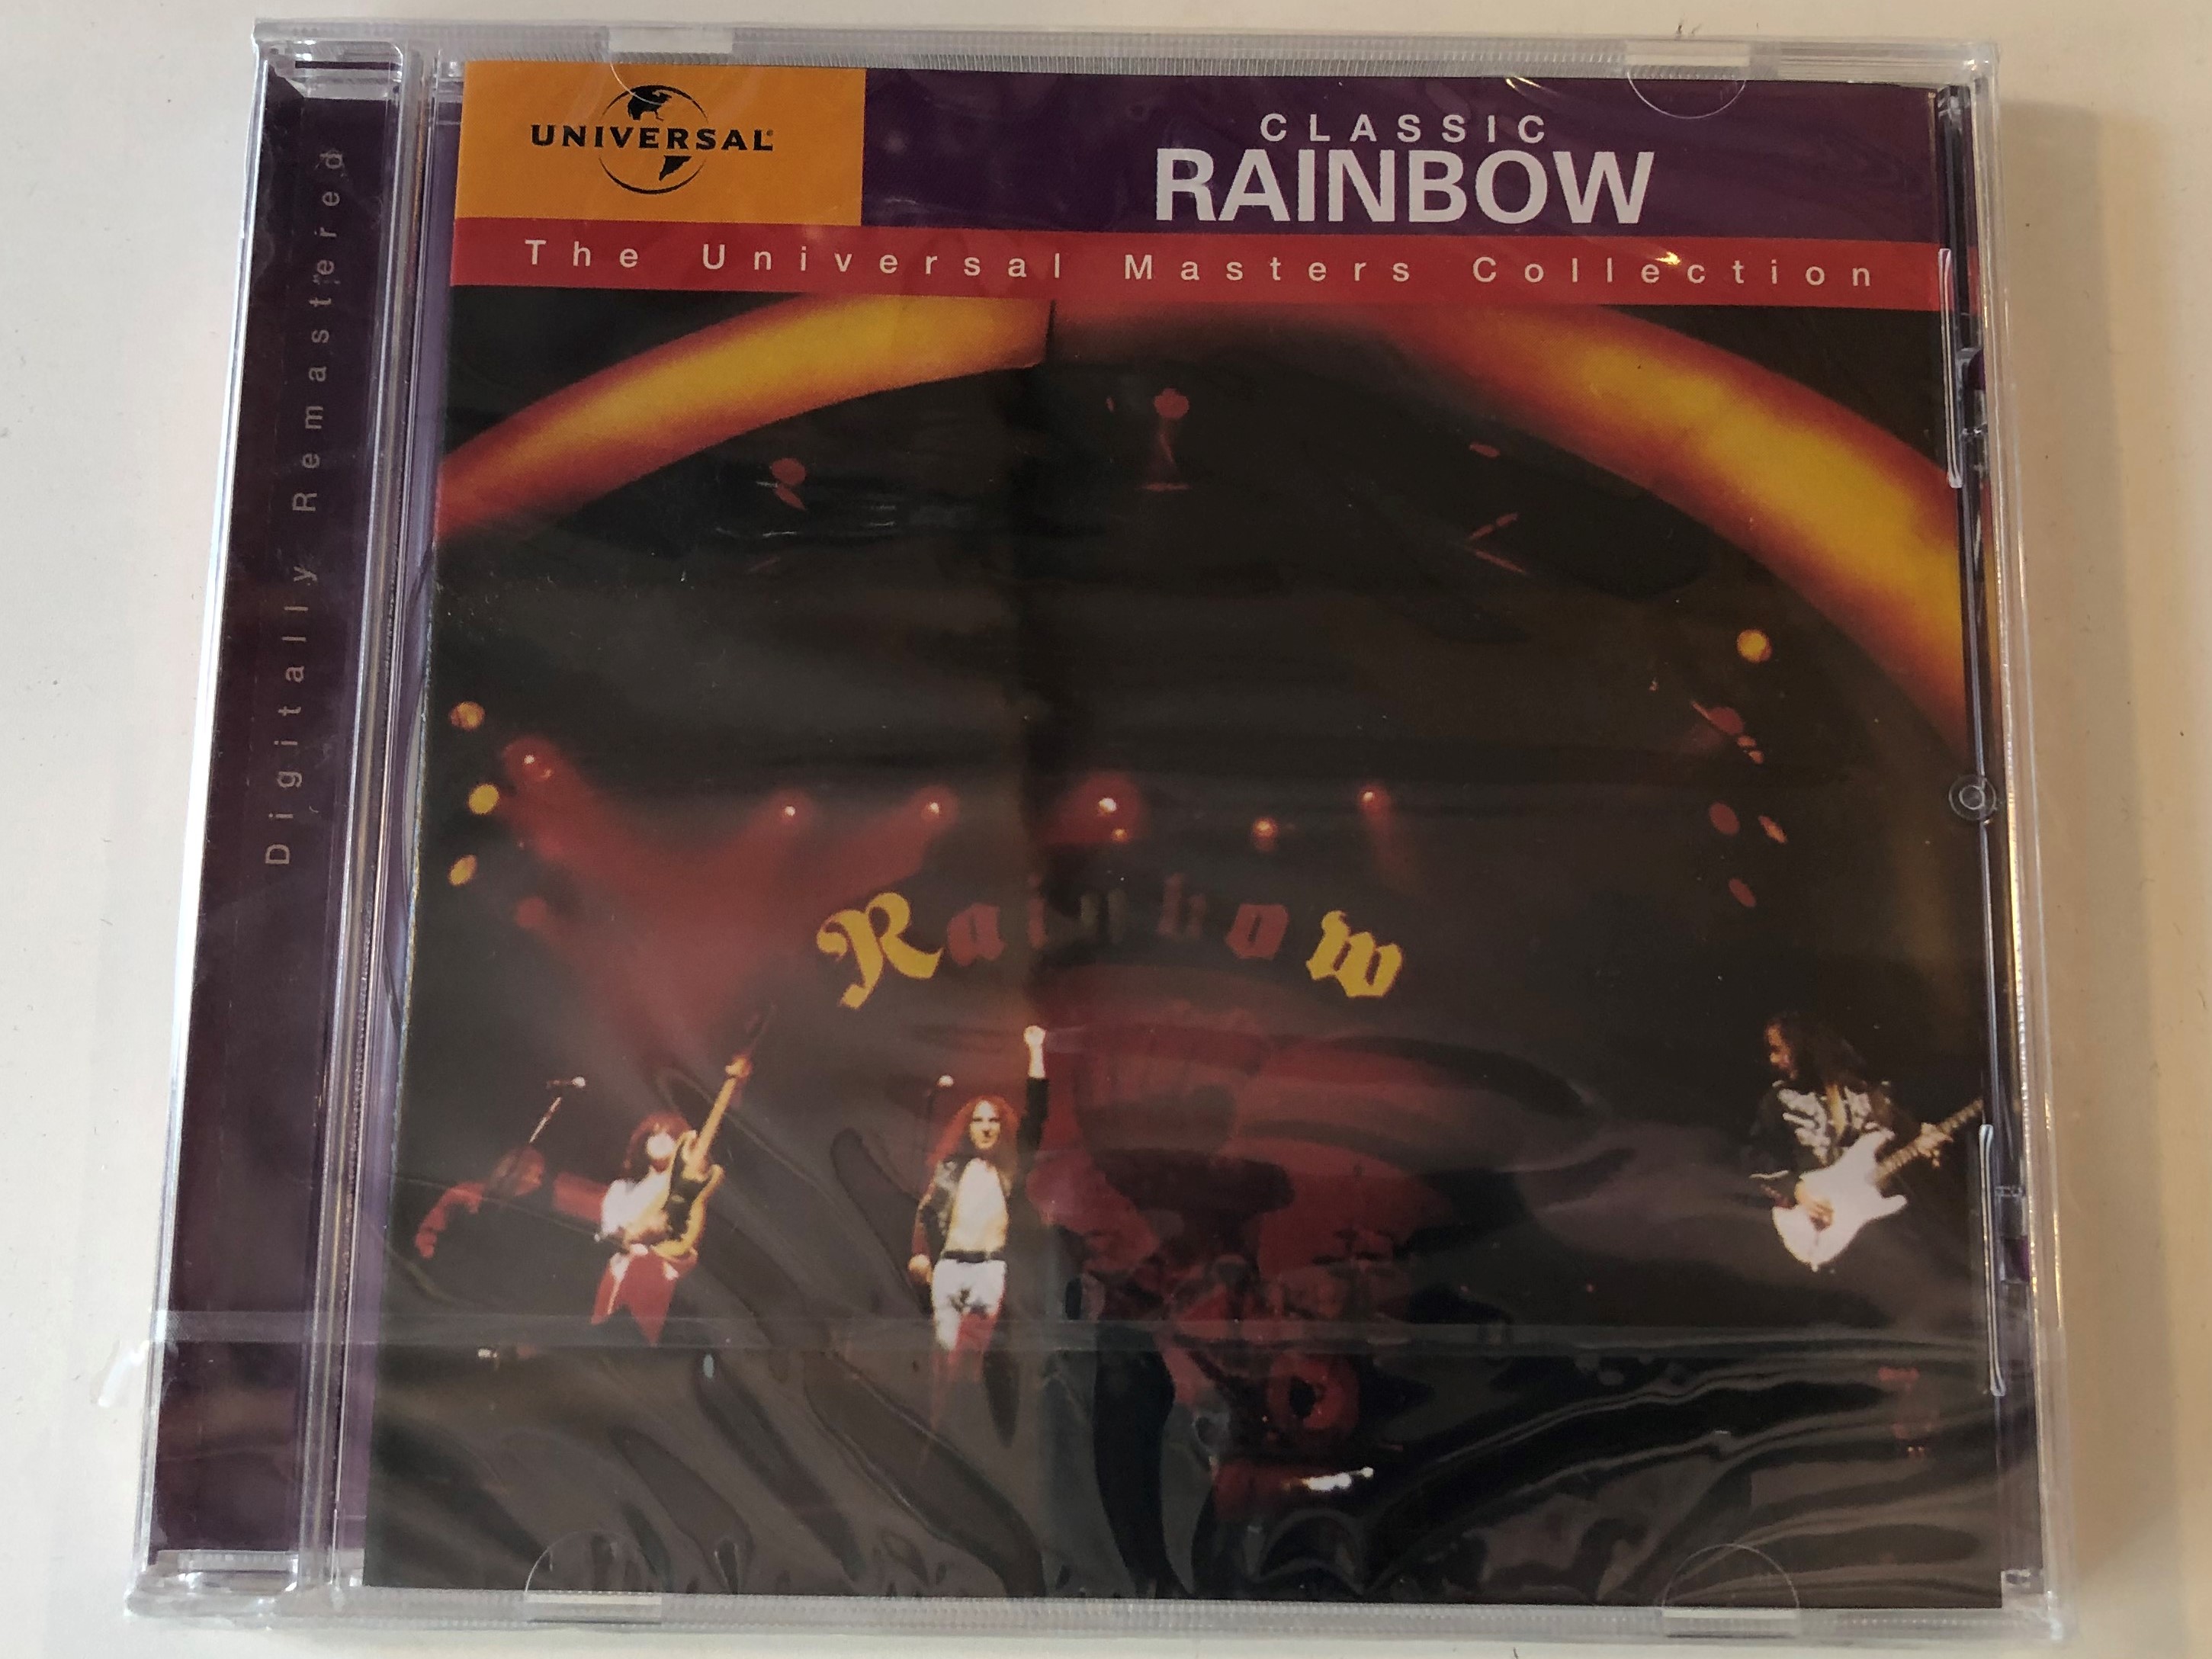 UNIVERSAL
CLASSIC
RAINBOW
The Universal Masters Collection
Digitally Remastered
Rainbow